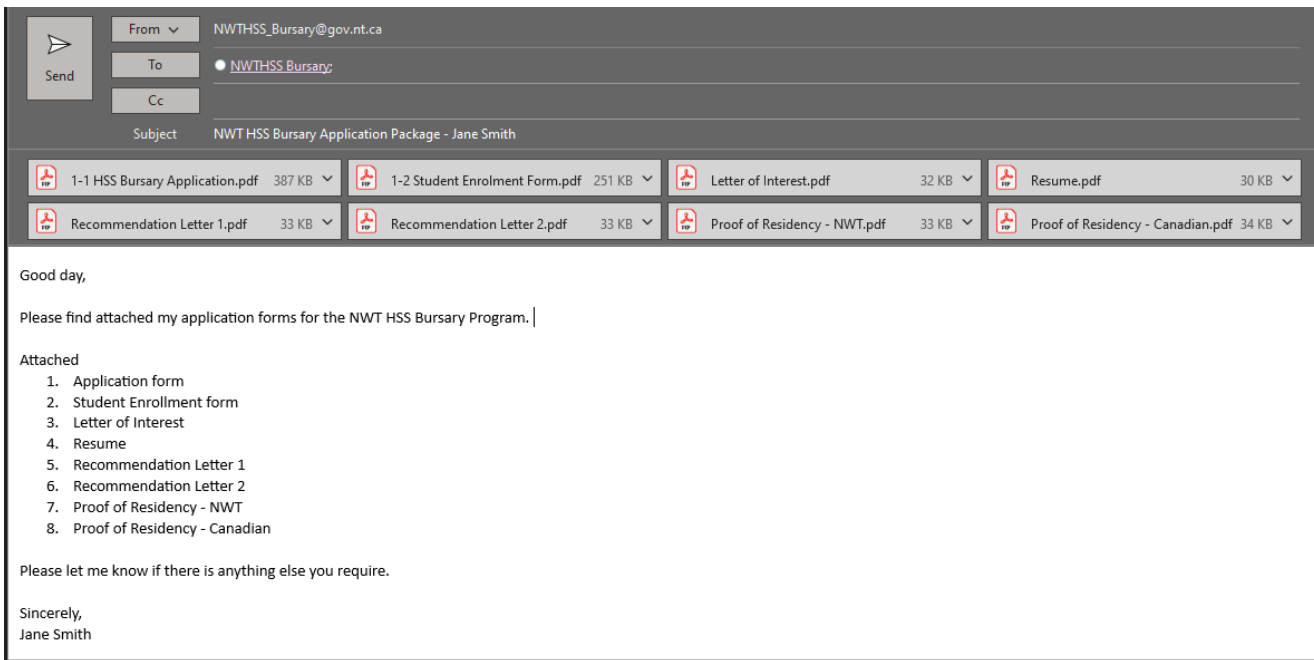 From NWTHSS_Bursary@gov.nt.ca
Send
To NWTHSS Bursary;
Cc
Subject NWT HSS Bursary Application Package - Jane Smith
1-1 HSS Bursary Application.pdf 387 KB 1-2 Student Enrolment Form.pdf 251 KB Letter of Interest.pdf 32 KB Resume.pdf 30 KB
Recommendation Letter 1.pdf 33 KB Recommendation Letter 2.pdf 33 KB Proof of Residency - NWT.pdf 33 KB Proof of Residency - Canadian.pdf 34 KB
Good day,
Please find attached my application forms for the NWT HSS Bursary Program.
Attached
1. Application form
2. Student Enrollment form
3. Letter of Interest
4. Resume
5. Recommendation Letter 1
6. Recommendation Letter 2
7. Proof of Residency - NWT
8. Proof of Residency - Canadian
Please let me know if there is anything else you require.
Sincerely,
Jane Smith